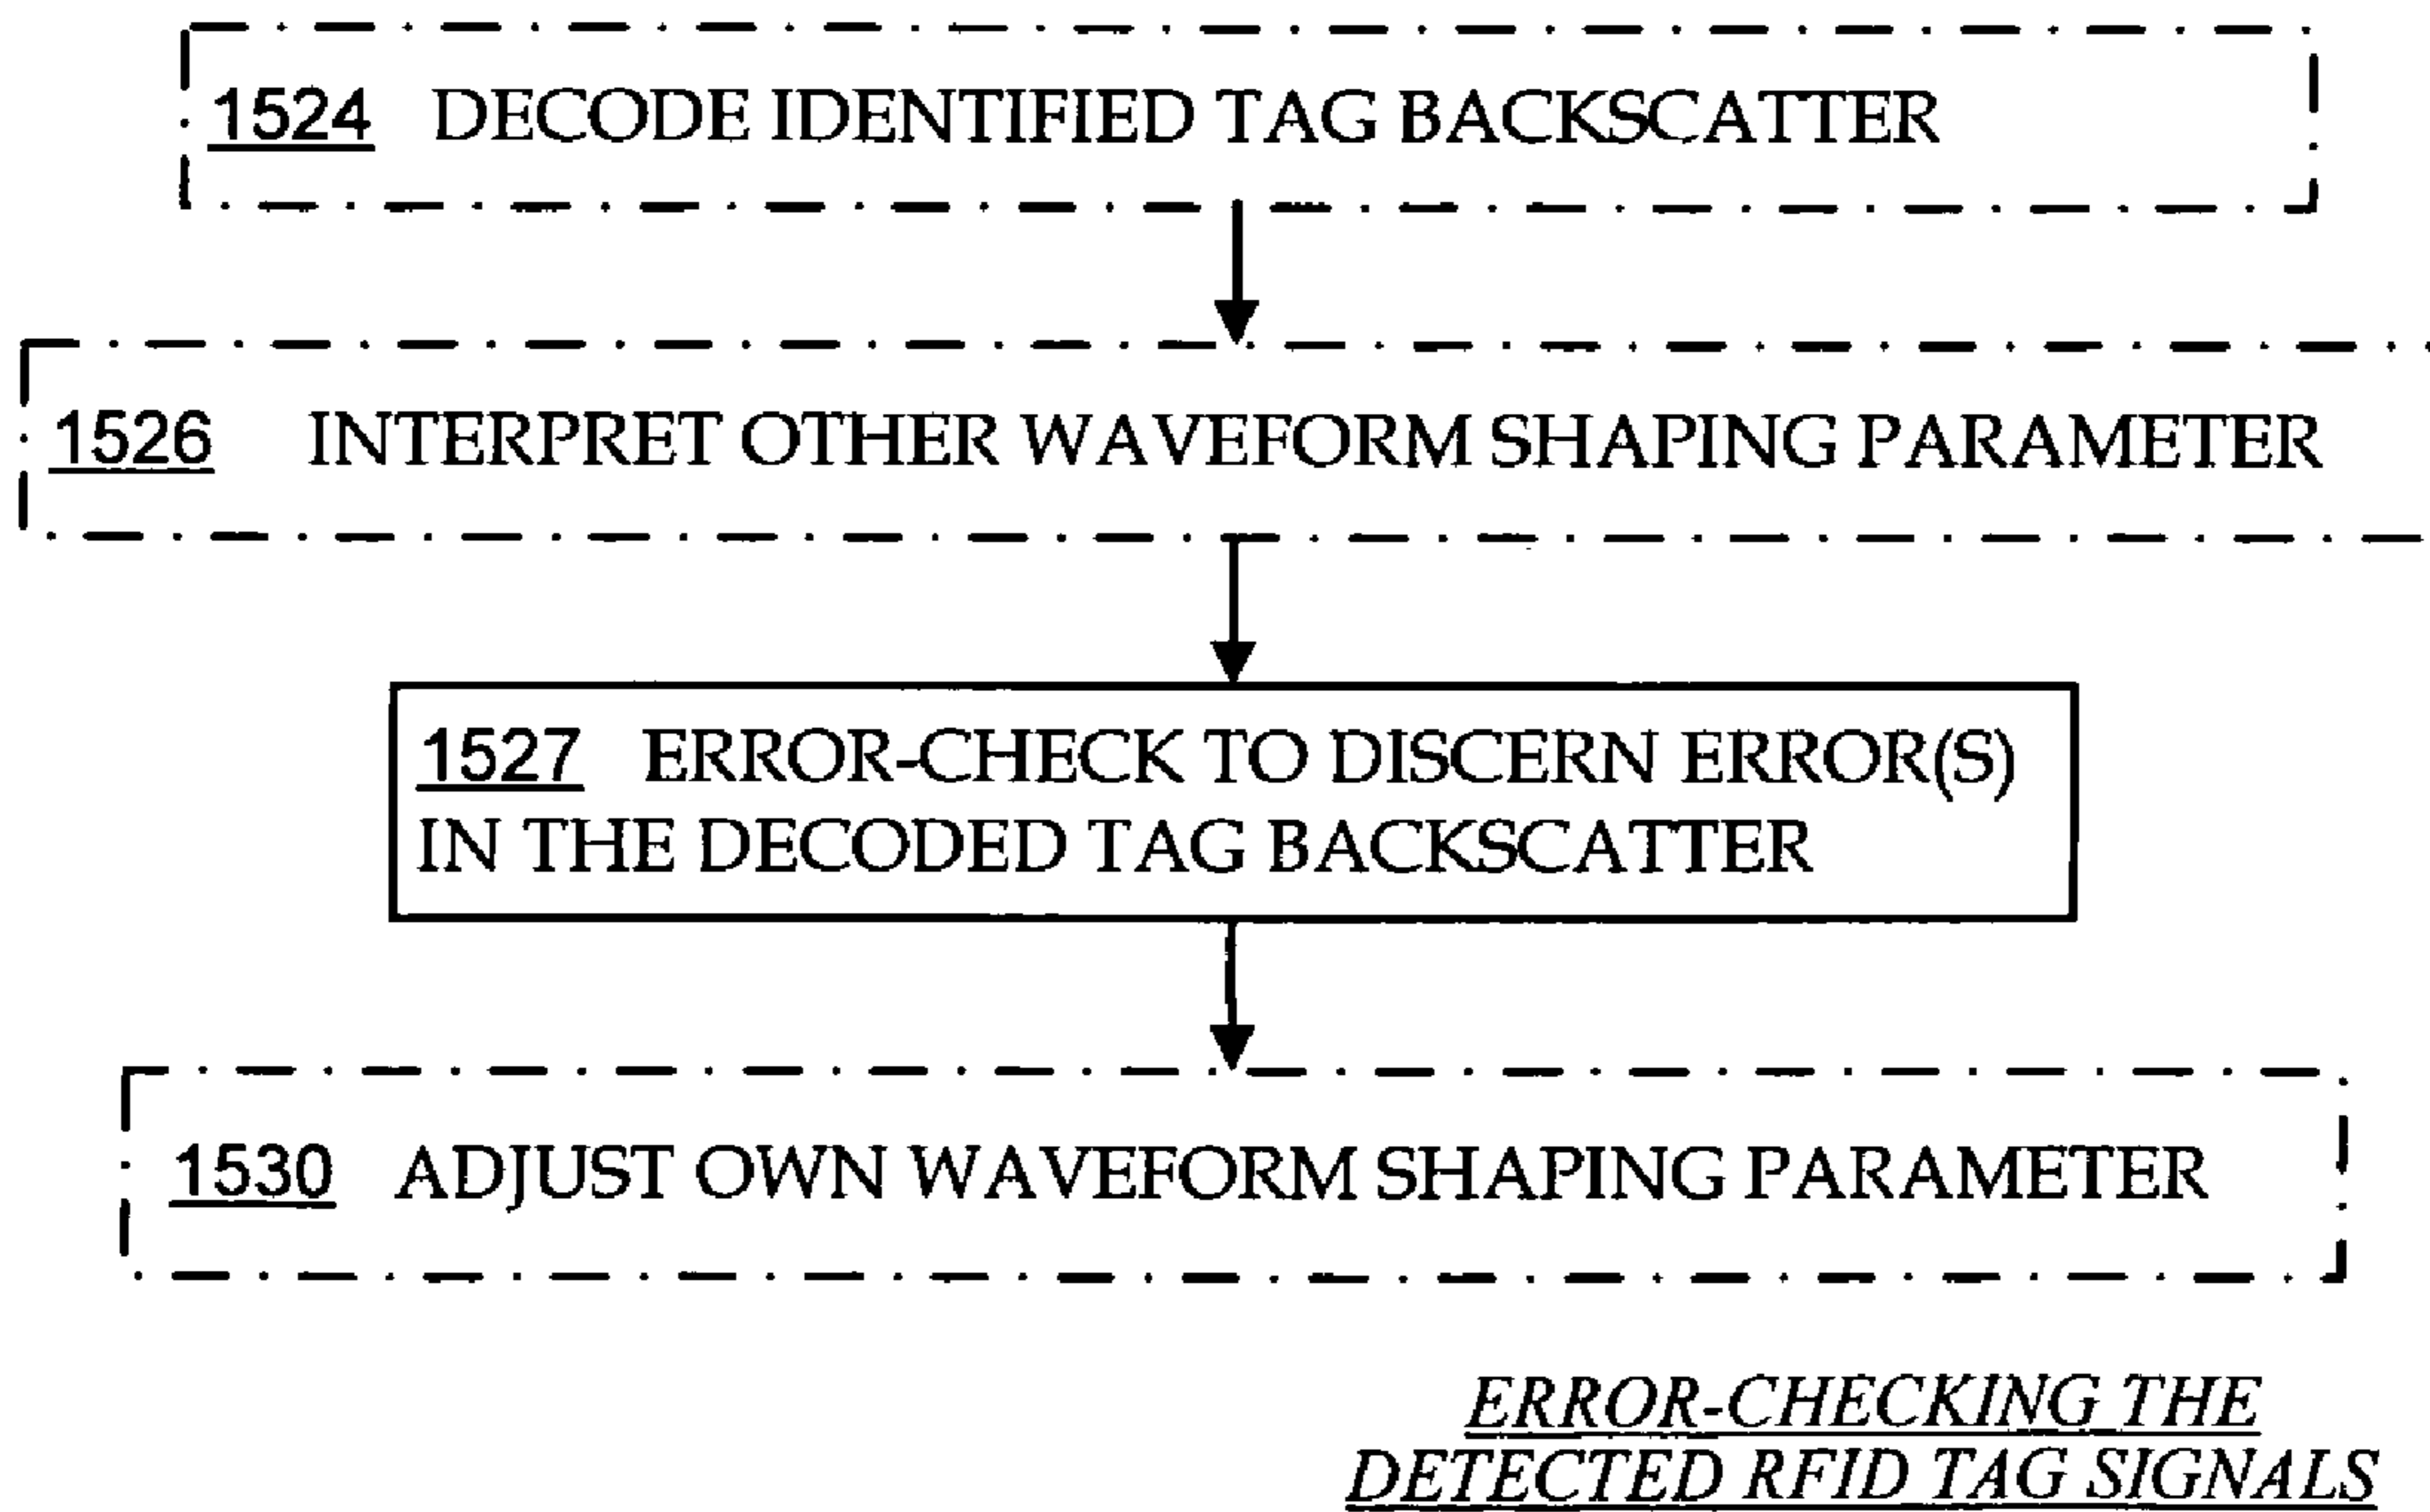 1524 DECODE IDENTIFIED TAG BACKSCATTER
1526 INTERPRET OTHER WAVEFORM SHAPING PARAMETER
1527 ERROR-CHECK TO DISCERN ERROR(S)
IN THE DECODED TAG BACKSCATTER
1530 ADJUST OWN WAVEFORM SHAPING PARAMETER
ERROR-CHECKING THE
DETECTED RFID TAG SIGNALS